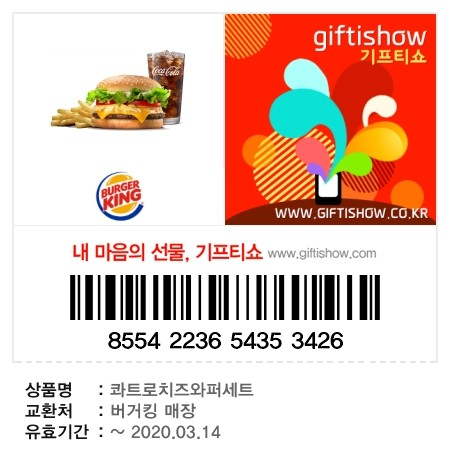 giftishow
기프티쇼
Coca-Cola
BURGER
KING
WWW.GIFTISHOW.CO.KR
내 마음의 선물, 기프티쇼 www.giftishow.com
8554 2236 5435 3426
상품명 : 콰트로치즈와퍼세트
교환처 : 버거킹 매장
유효기간 : ~ 2020.03.14